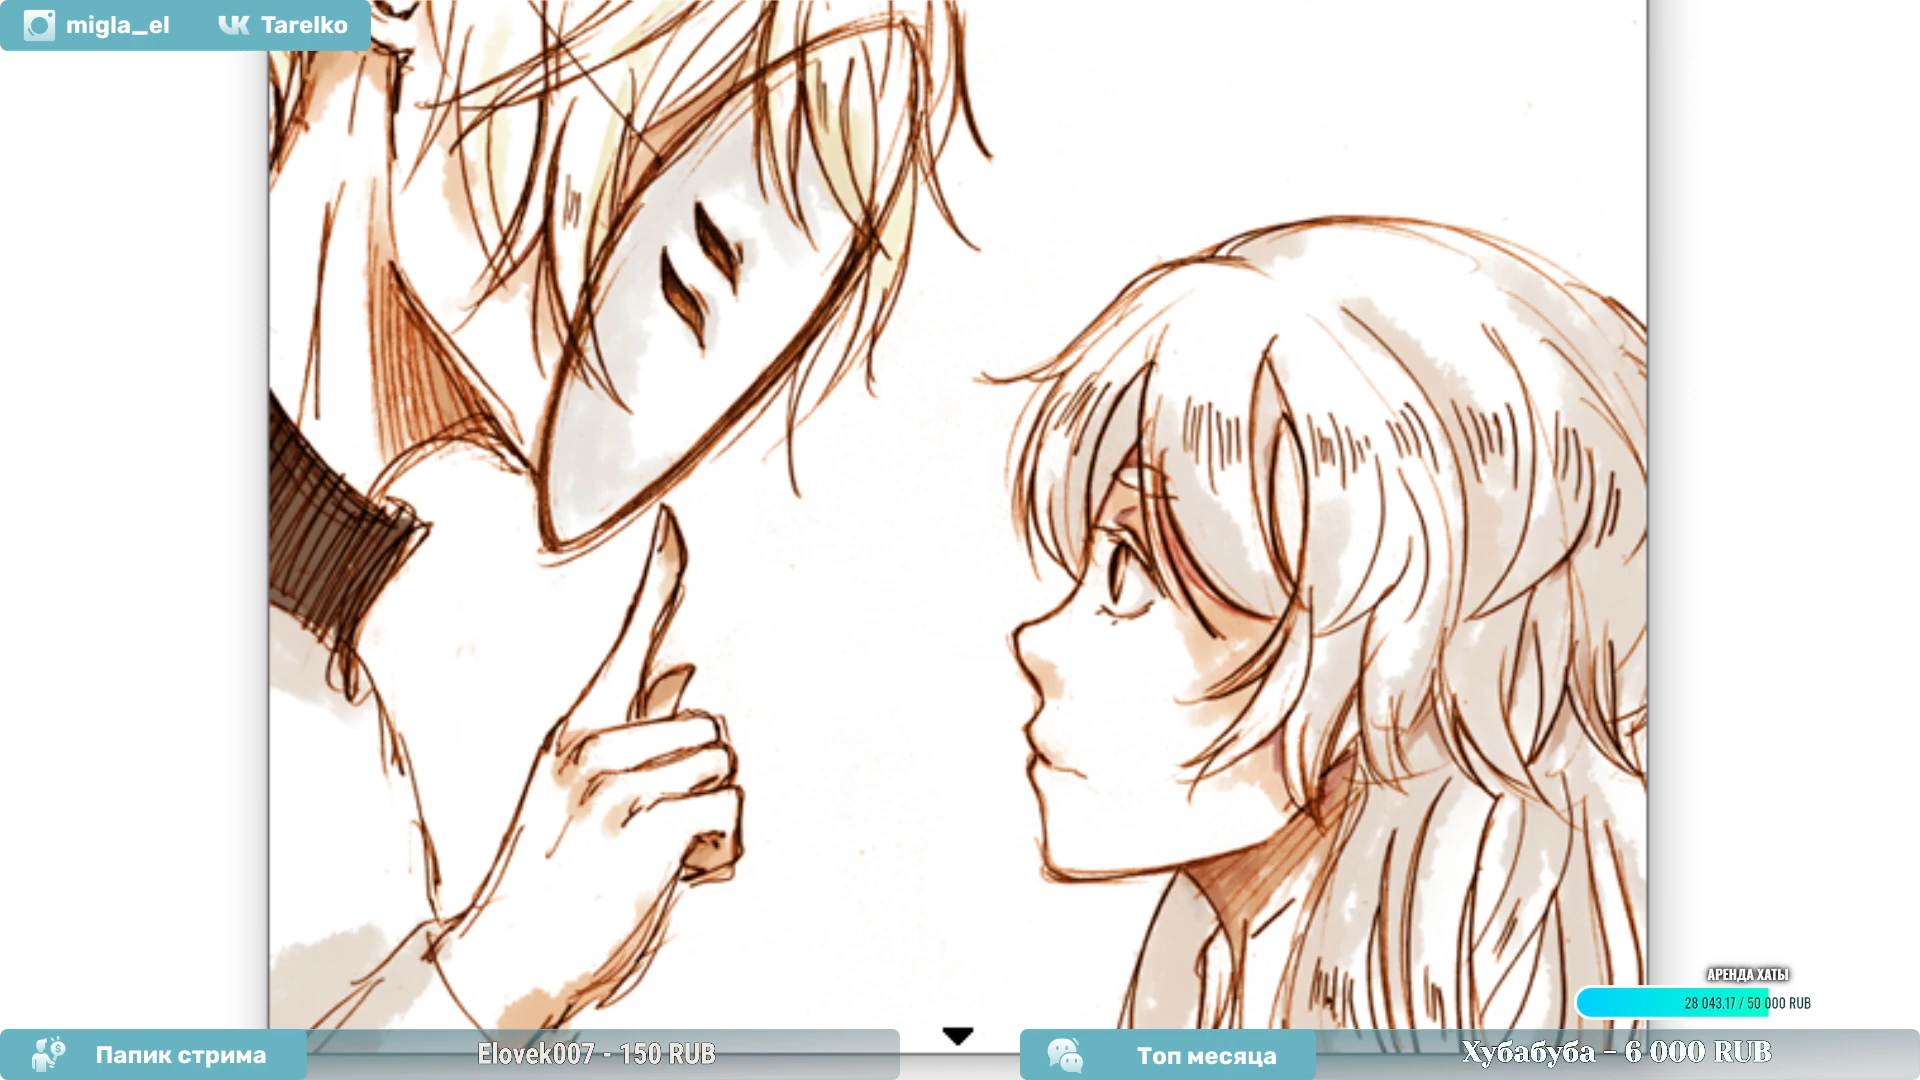 migla_el
VK Tarelko
АРЕНДА ХАТЫ
28 043.17 / 50 000 RUB
Папик стрима
Elovek007 - 150 RUB
Топ месяца
Хубабуба - 6 000 RUB